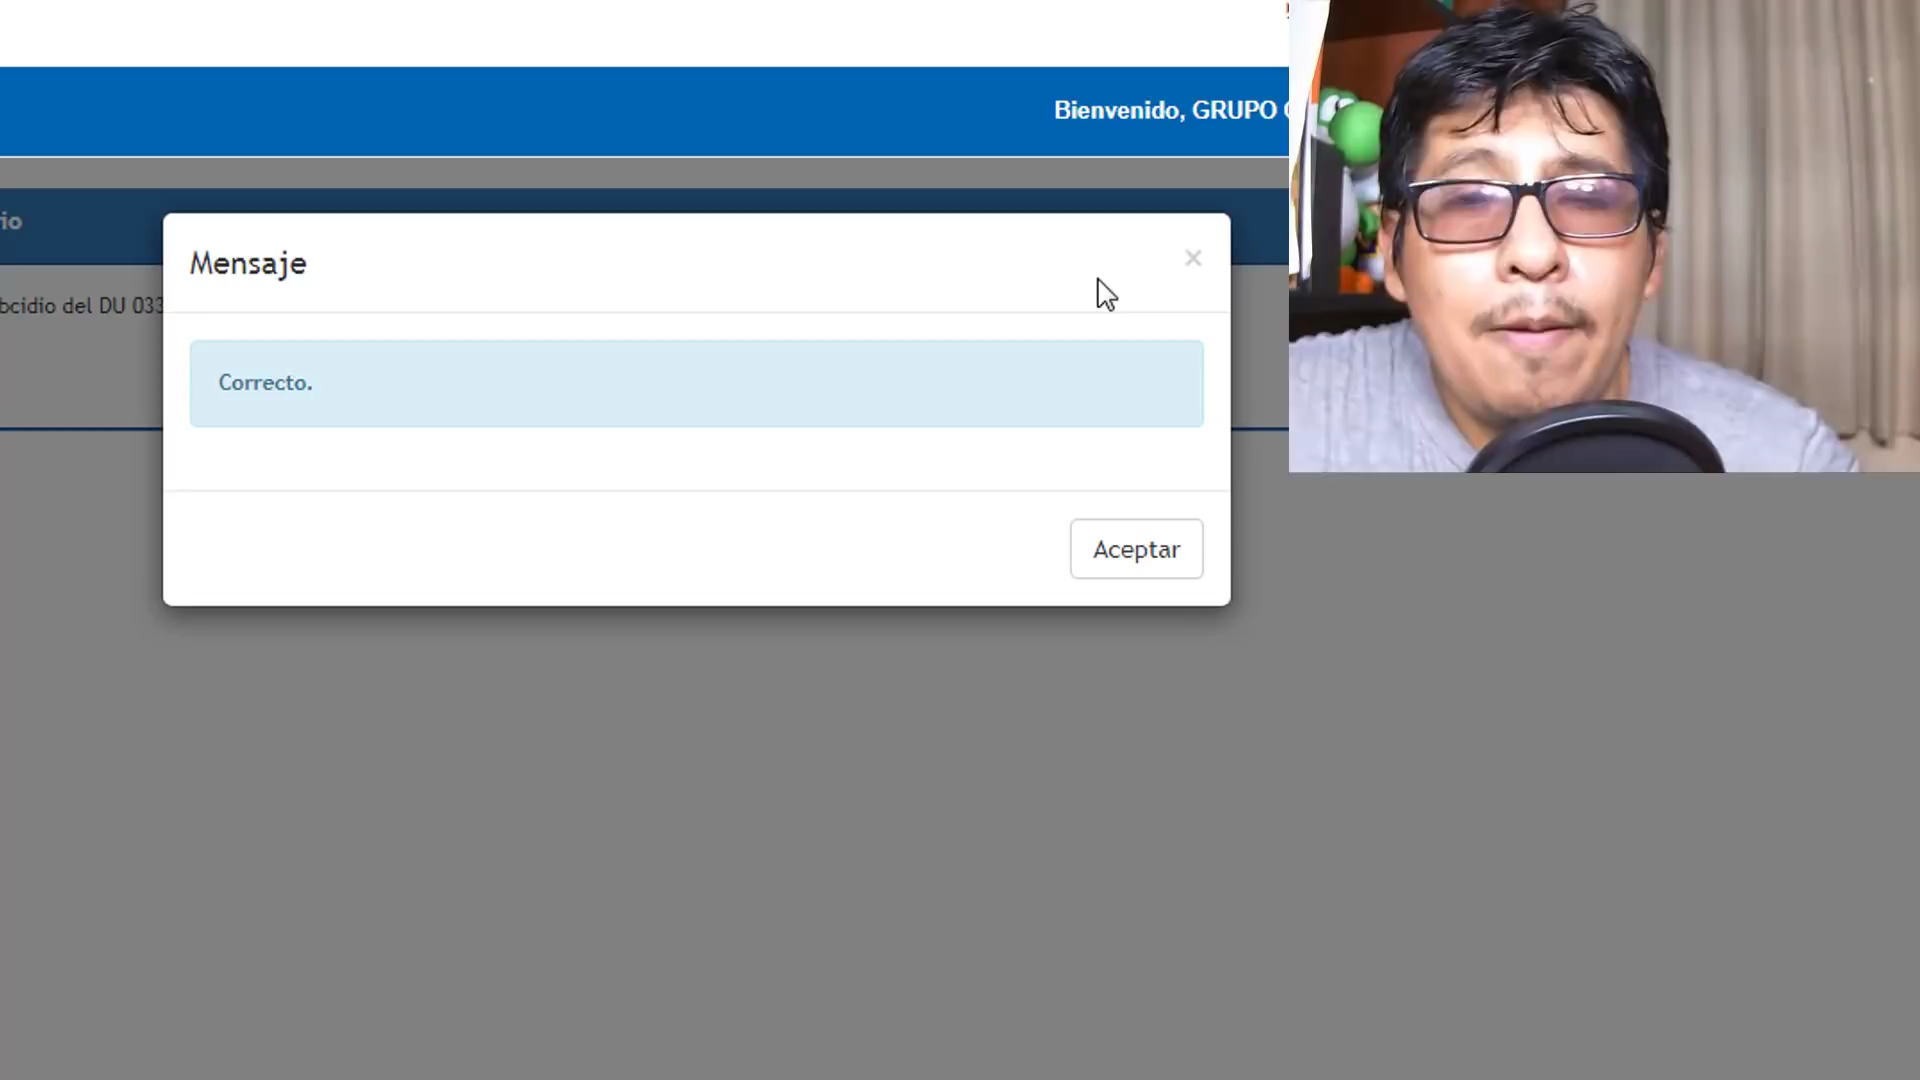 Bienvenido, GRUPO
io
Mensaje
×
bcidio del DU 033
Correcto.
Aceptar